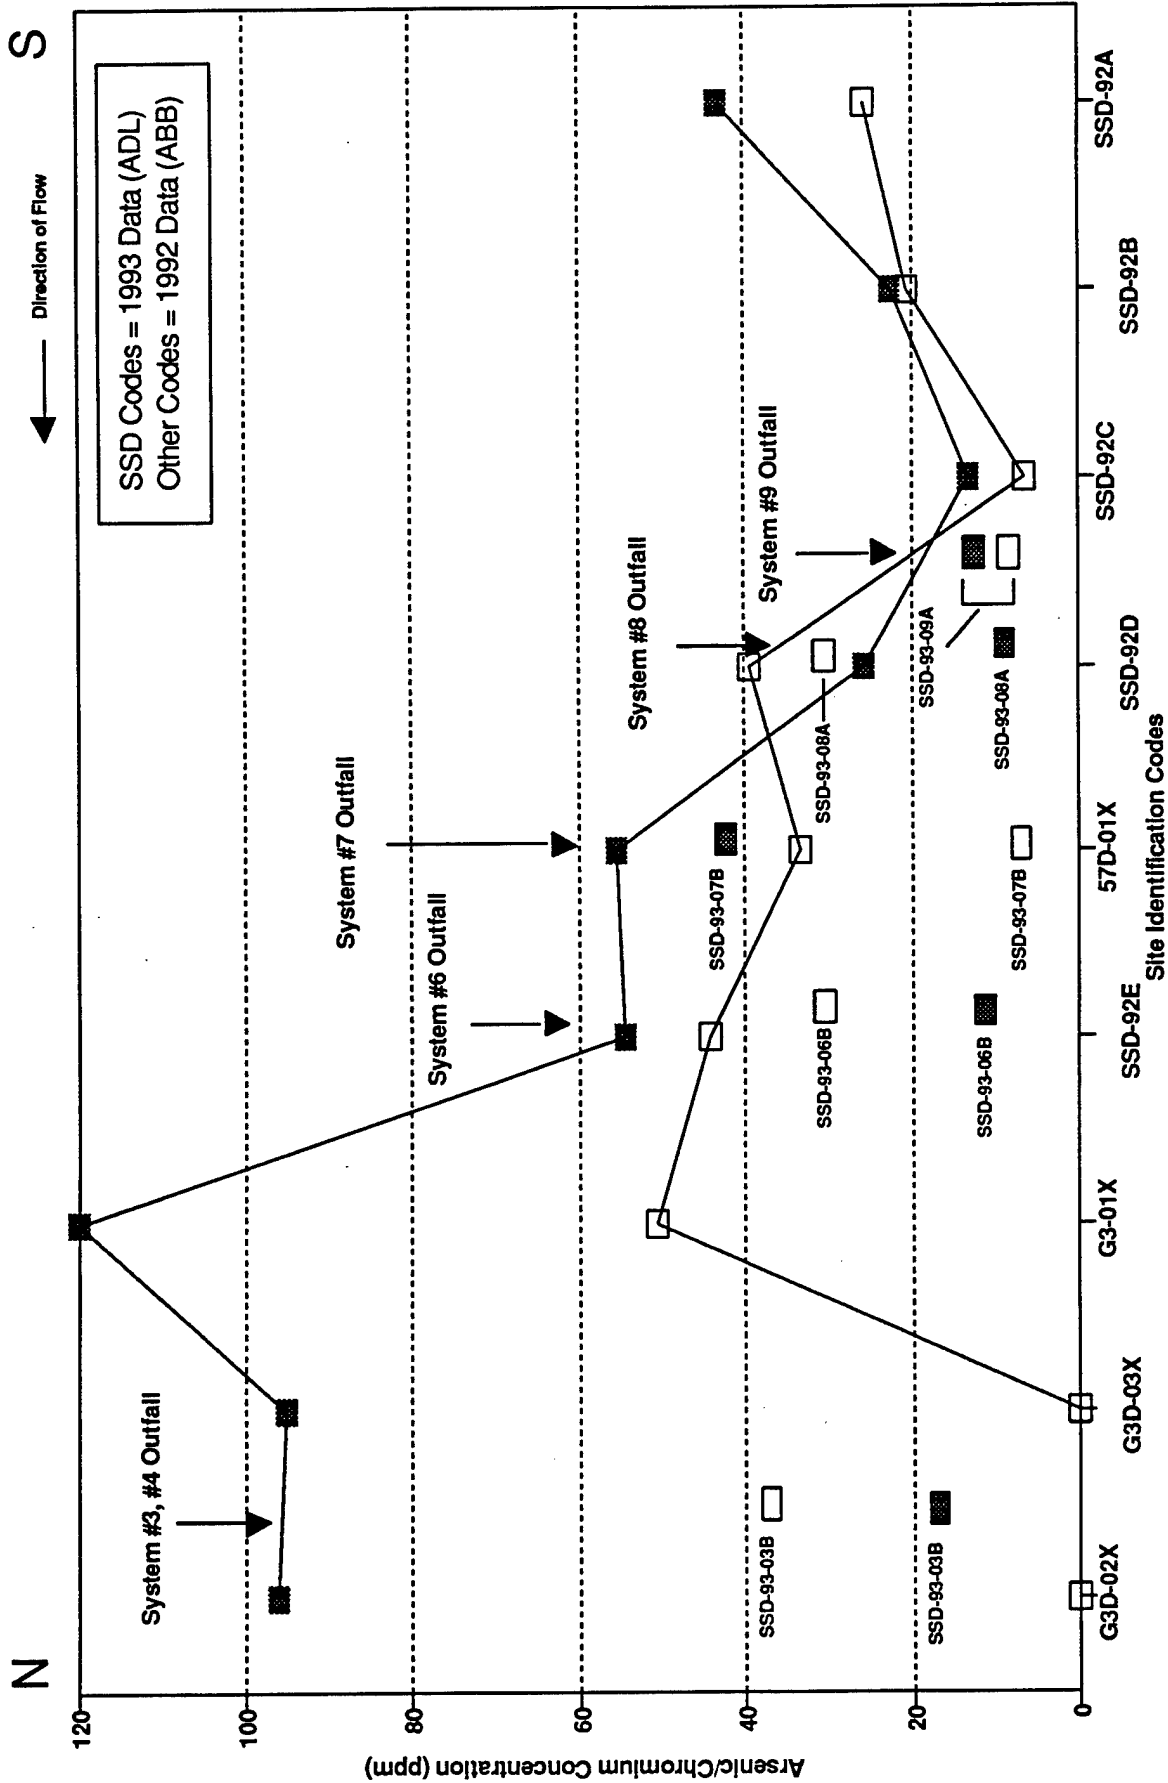 N
S
Direction of Flow
SSD Codes = 1993 Data (ADL)
Other Codes = 1992 Data (ABB)
Arsenic/Chromium Concentration (ppm)
120
100
80
60
40
20
0
System #3, #4 Outfall
System #6 Outfall
System #7 Outfall
System #8 Outfall
System #9 Outfall
SSD-93-03B
SSD-93-03B
SSD-93-06B
SSD-93-06B
SSD-93-07B
SSD-93-07B
SSD-93-08A
SSD-93-08A
SSD-93-09A
G3D-02X
G3D-03X
G3-01X
SSD-92E
57D-01X
SSD-92D
SSD-92C
SSD-92B
SSD-92A
Site Identification Codes